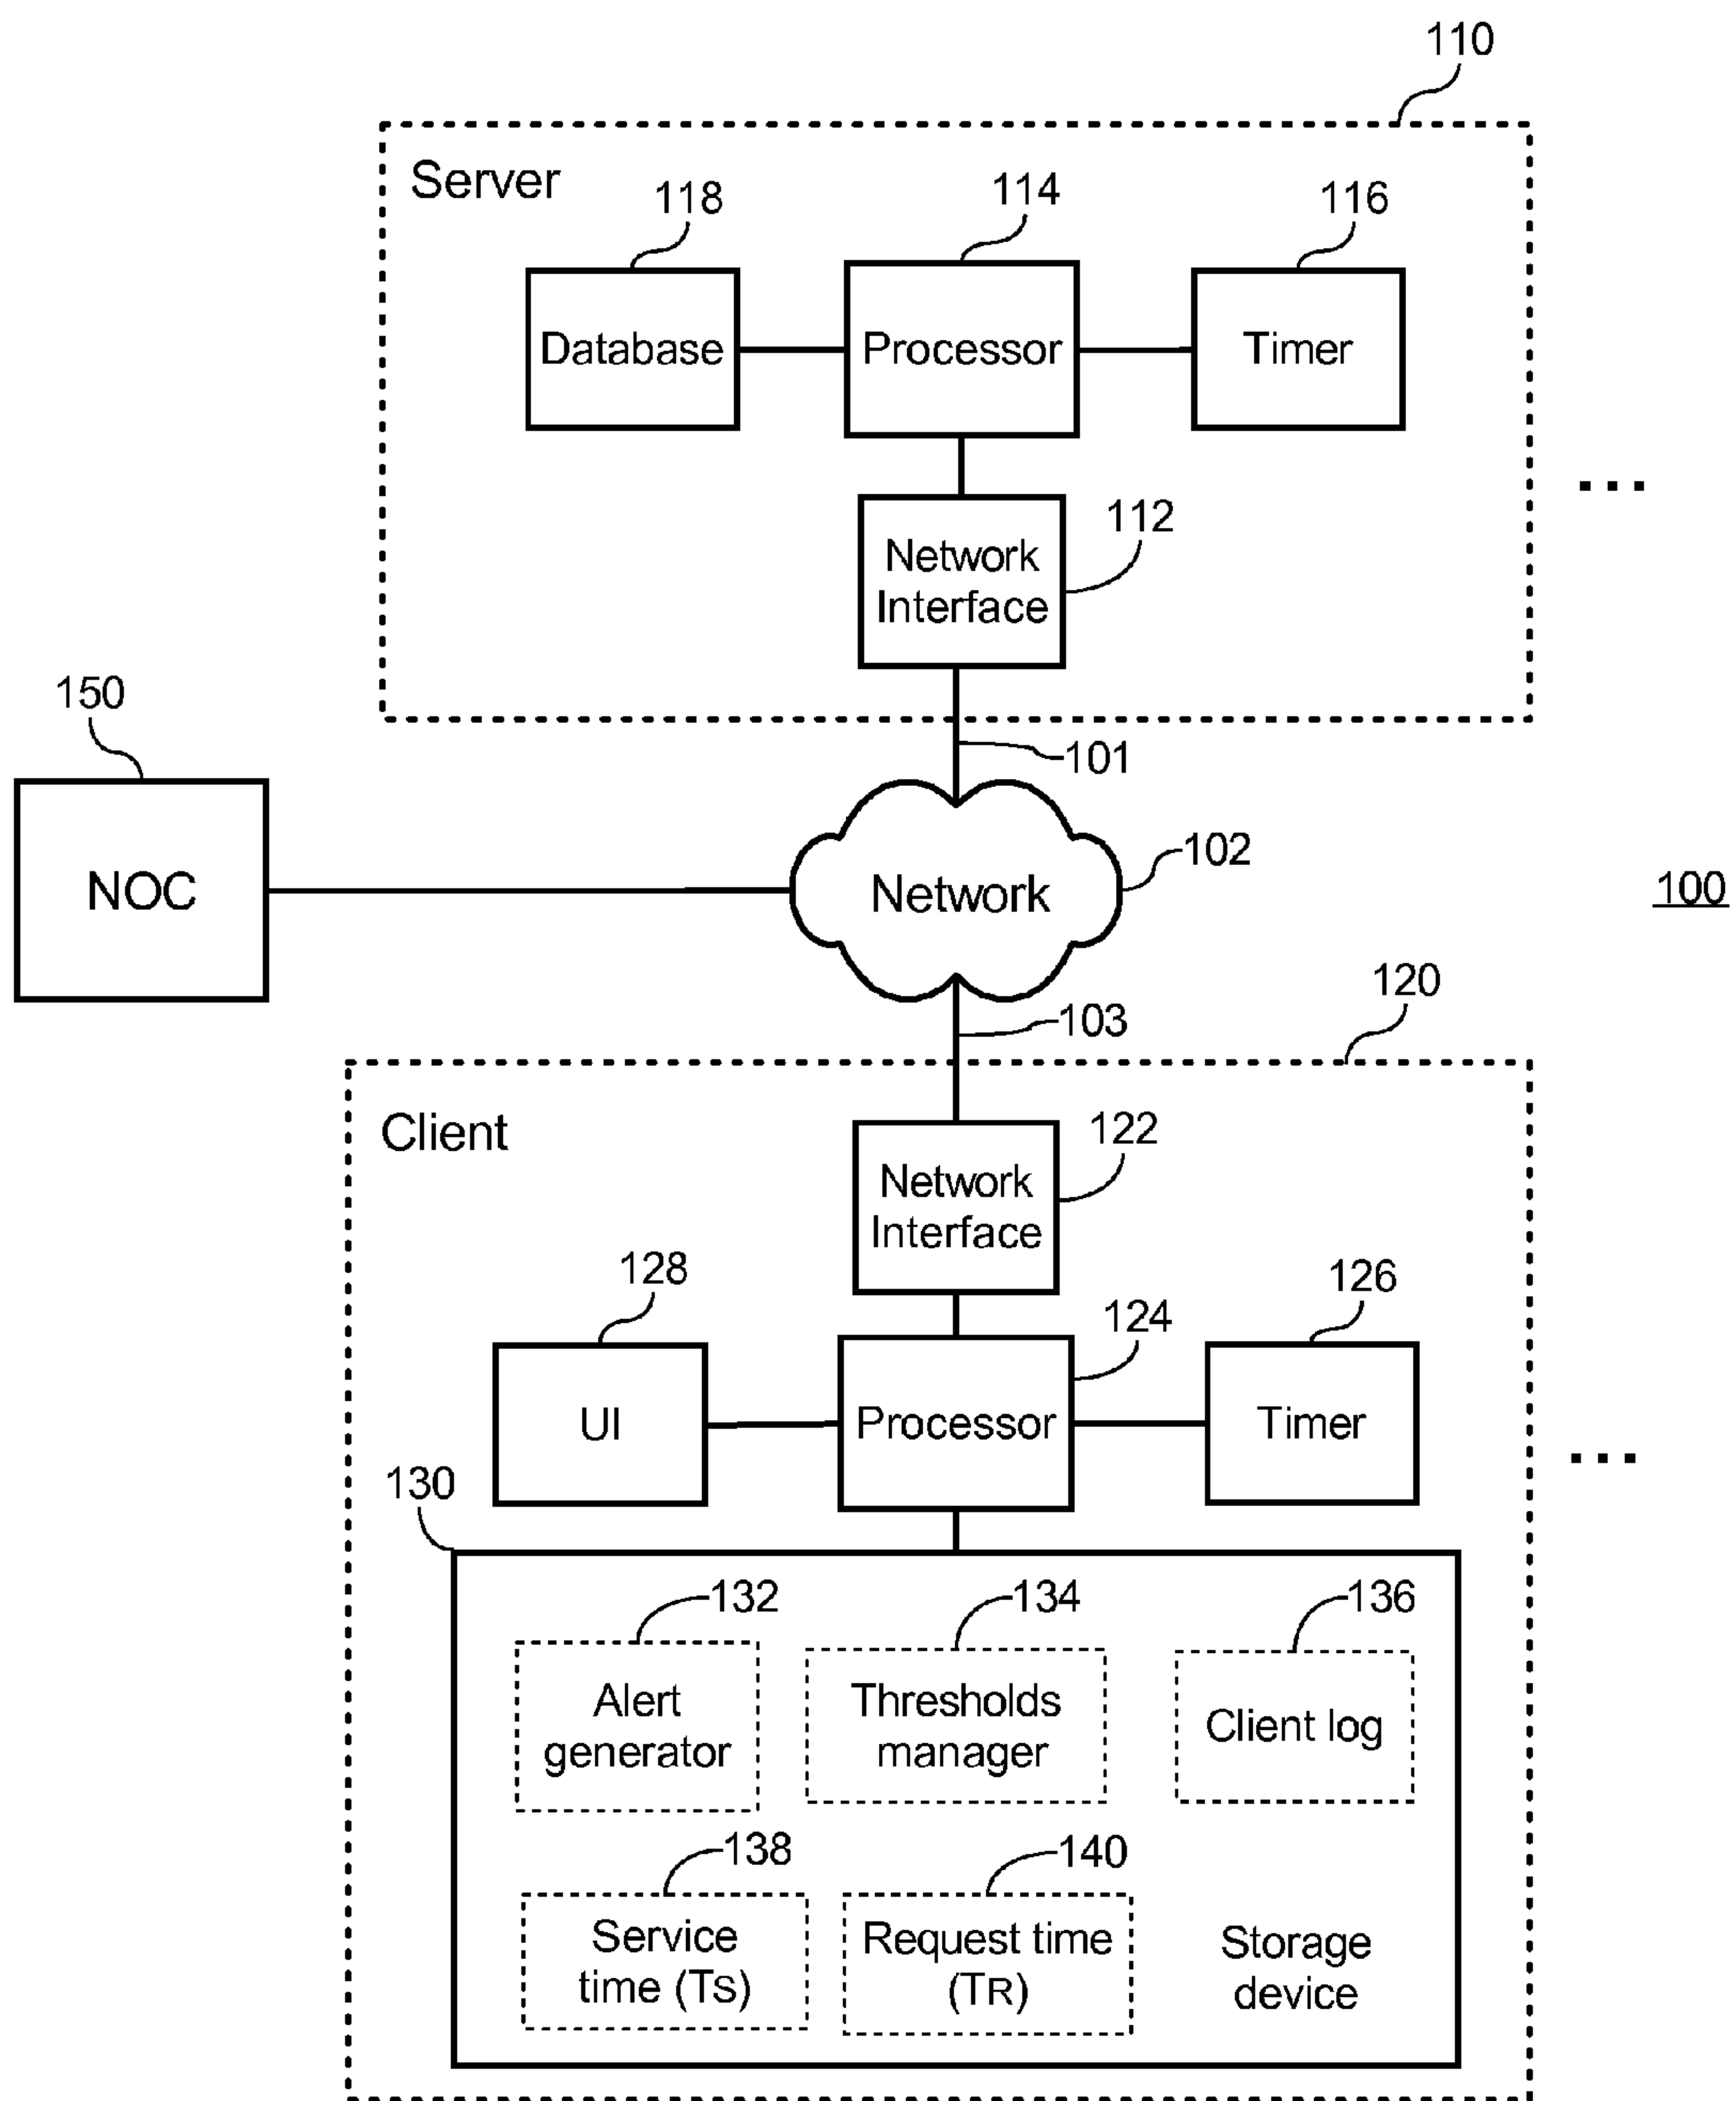 110
Server
118
114
116
Database
Processor
Timer
...
112
Network
Interface
150
101
NOC
Network
102
100
120
103
Client
122
Network
Interface
128
126
124
UI
Processor
Timer
...
130
132
134
136
Alert
generator
Thresholds
manager
Client log
138
140
Service
time (TS)
Request time
(TR)
Storage
device